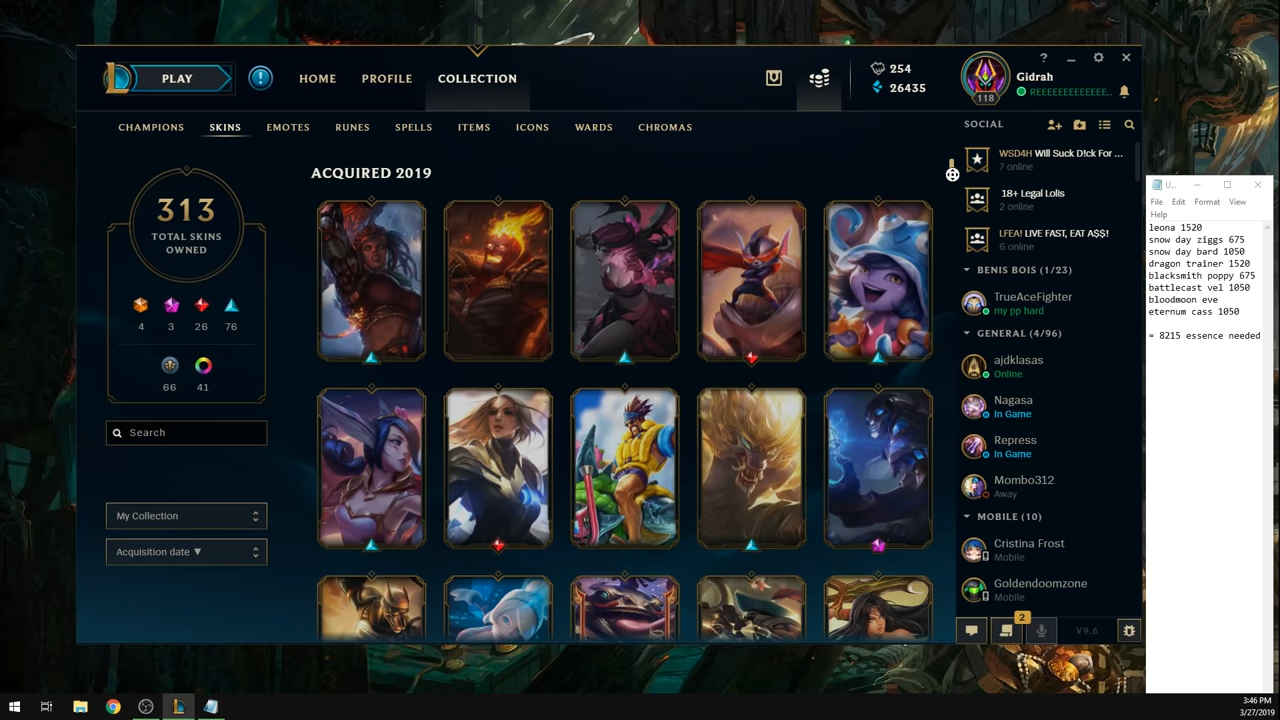 PLAY
HOME
PROFILE
COLLECTION
254
26435
118
Gidrah
REEEEEEEEEEEEE..
CHAMPIONS
SKINS
EMOTES
RUNES
SPELLS
ITEMS
ICONS
WARDS
CHROMAS
313
TOTAL SKINS
OWNED
4
3
26
76
66
41
Search
My Collection
Acquisition date ▼
ACQUIRED 2019
SOCIAL
WSD4H Will Suck D!ck For ...
7 online
18+ Legal Lolis
2 online
LFEA! LIVE FAST, EAT A$$!
6 online
BENIS BOIS (1/23)
TrueAceFighter
my pp hard
GENERAL (4/96)
ajdklasas
Online
Nagasa
In Game
Repress
In Game
Mombo312
Away
MOBILE (10)
Cristina Frost
Mobile
Goldendoomzone
Mobile
2
V9.6
U...
File Edit Format View
Help
leona 1520
snow day ziggs 675
snow day bard 1050
dragon trainer 1520
blacksmith poppy 675
battlecast vel 1050
bloodmoon eve
eternum cass 1050
= 8215 essence needed
3:46 PM
3/27/2019